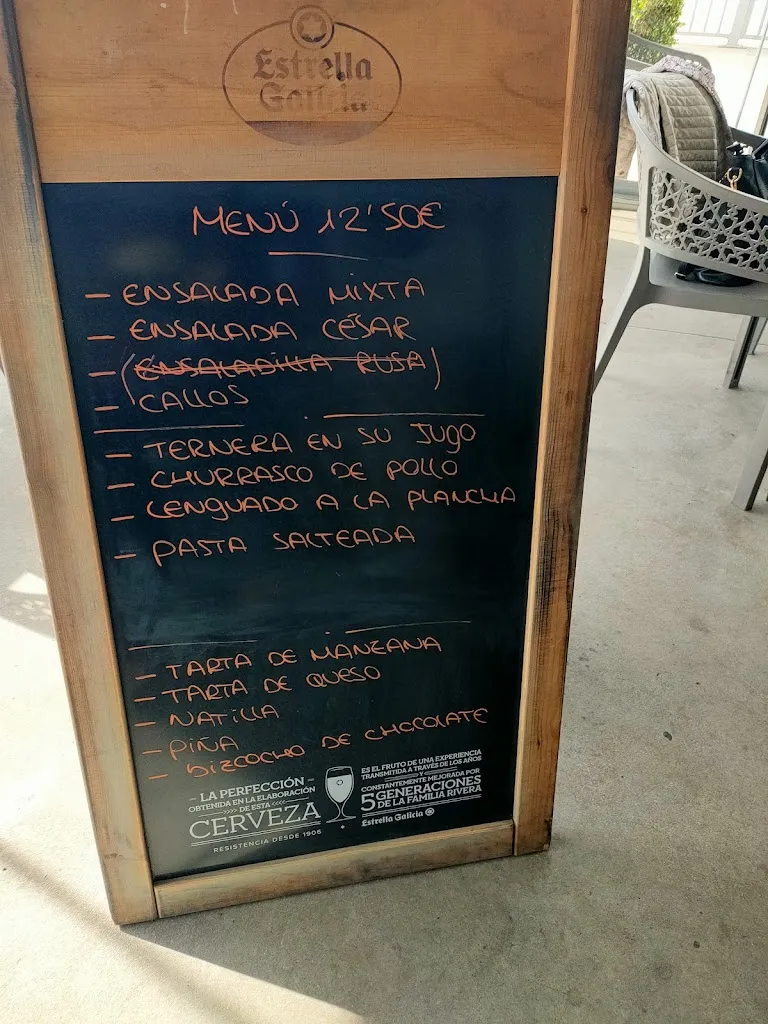 Estrella
Galicia
MENÚ 12'50€
- ENSALADA MIXTA
- ENSALADA CÉSAR
- (ENSALADILLA RUSA)
- CALLOS
- TERNERA EN SU JUGO
- CHURRASCO DE POLLO
- LENGUADO A LA PLANCHA
- PASTA SALTEADA
- TARTA DE MANZANA
- TARTA DE QUESO
- NATILLA
- PIÑA
- BIZCOCHO DE CHOCOLATE
- LA PERFECCIÓN -
OBTENIDA EN LA ELABORACIÓN
>>>> DE ESTA <<<<
CERVEZA
RESISTENCIA DESDE 1906
ES EL FRUTO DE UNA EXPERIENCIA
TRANSMITIDA A TRAVÉS DE LOS AÑOS
Y
CONSTANTEMENTE MEJORADA POR
5 GENERACIONES
DE LA FAMILIA RIVERA
Estrella Galicia